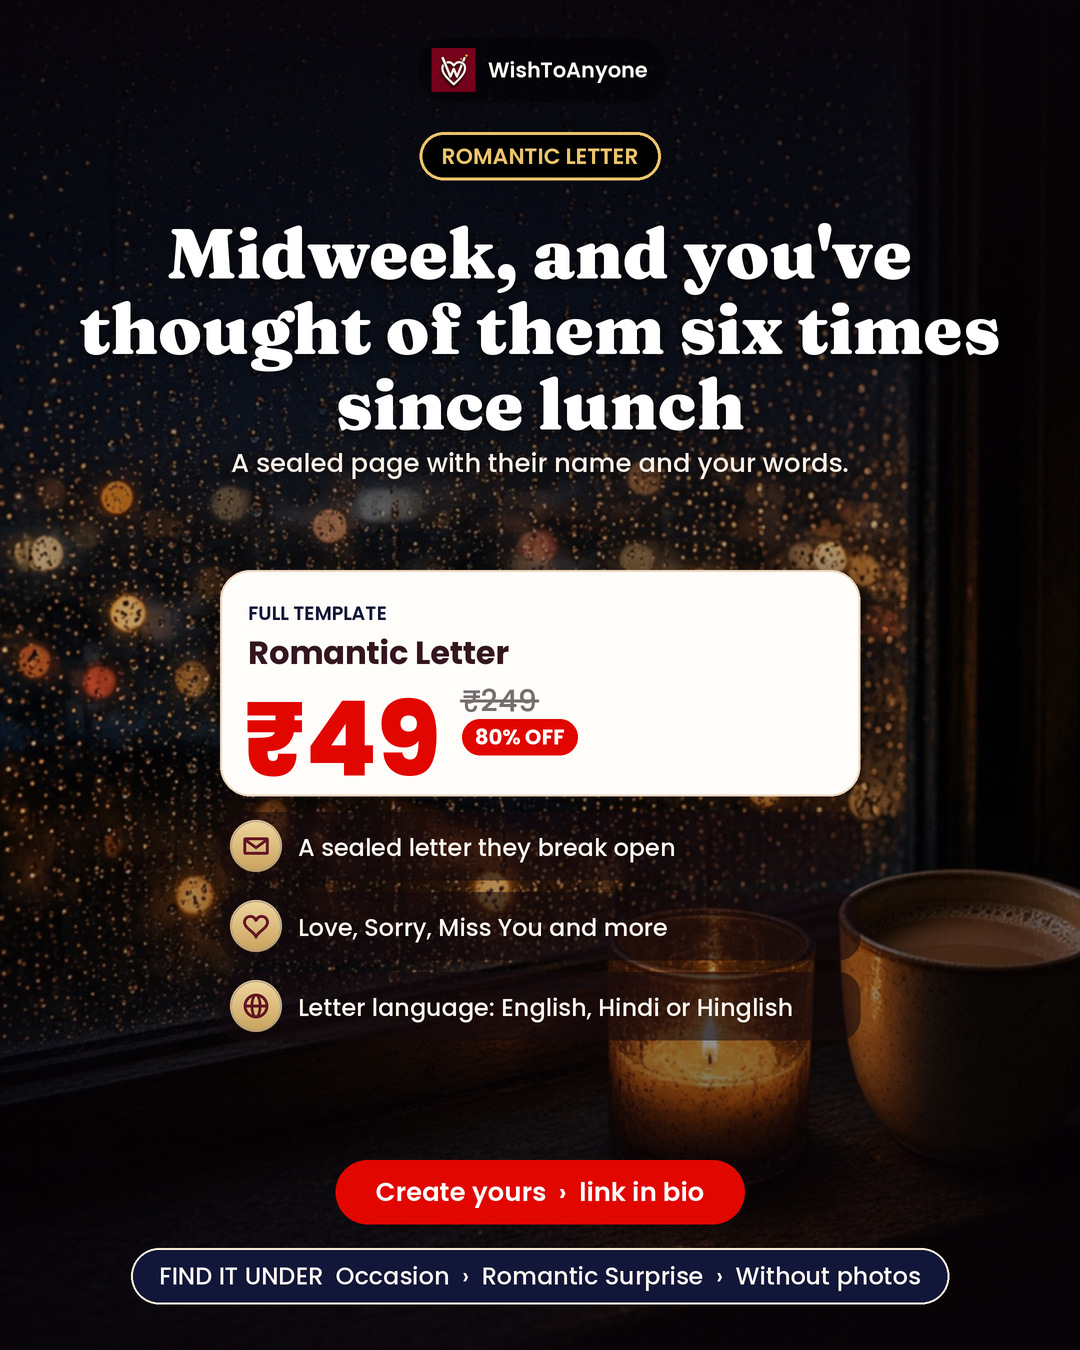 WishToAnyone
ROMANTIC LETTER
Midweek, and you've
thought of them six times
since lunch
A sealed page with their name and your words.
FULL TEMPLATE
Romantic Letter
₹49
₹249
80% OFF
A sealed letter they break open
Love, Sorry, Miss You and more
Letter language: English, Hindi or Hinglish
Create yours › link in bio
FIND IT UNDER Occasion › Romantic Surprise › Without photos